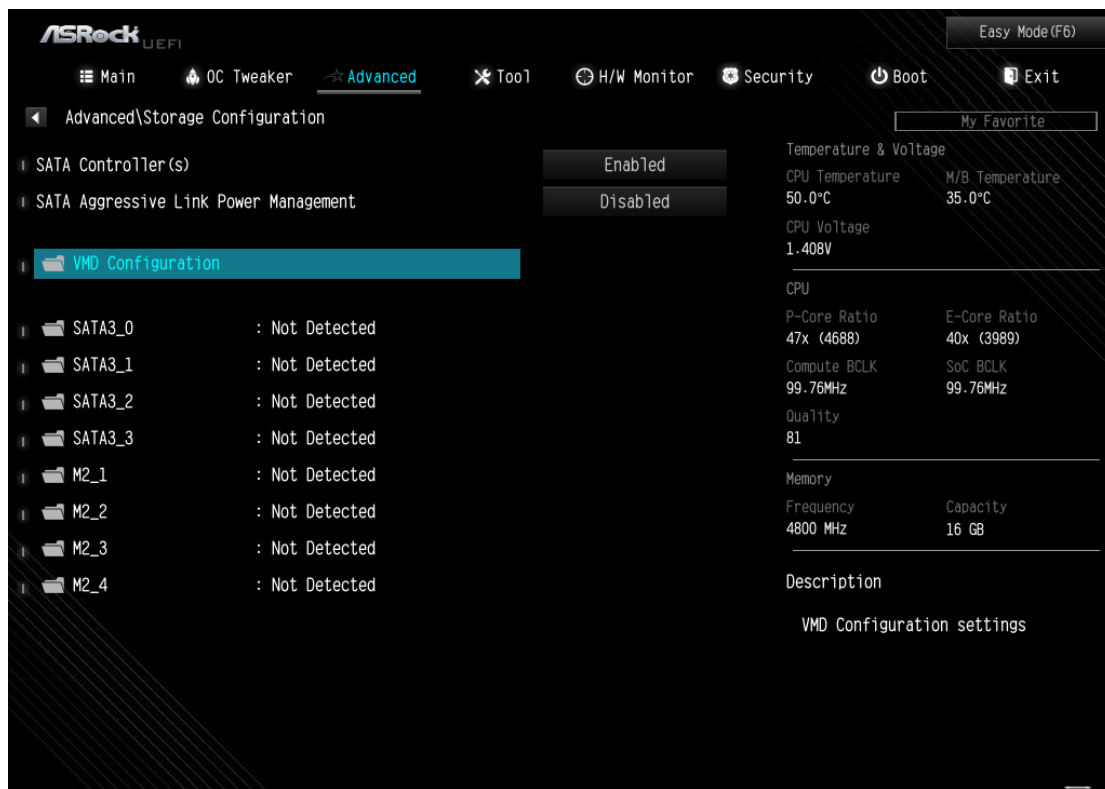 ASRock UEFI
Easy Mode(F6)
Main OC Tweaker Advanced Tool H/W Monitor Security Boot Exit
Advanced\Storage Configuration
My Favorite
SATA Controller(s) Enabled
SATA Aggressive Link Power Management Disabled
VMD Configuration
SATA3_0 : Not Detected
SATA3_1 : Not Detected
SATA3_2 : Not Detected
SATA3_3 : Not Detected
M2_1 : Not Detected
M2_2 : Not Detected
M2_3 : Not Detected
M2_4 : Not Detected
Temperature & Voltage
CPU Temperature M/B Temperature
50.0°C 35.0°C
CPU Voltage
1.408V
CPU
P-Core Ratio E-Core Ratio
47x (4688) 40x (3989)
Compute BCLK SoC BCLK
99.76MHz 99.76MHz
Quality
81
Memory
Frequency Capacity
4800 MHz 16 GB
Description
VMD Configuration settings